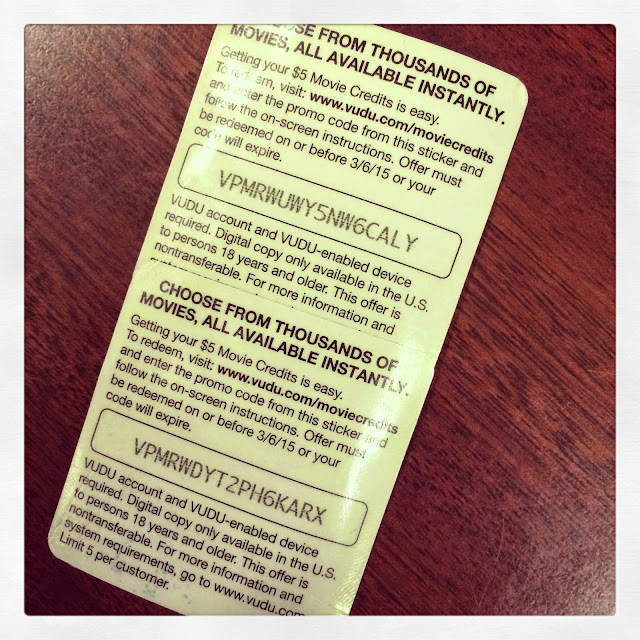 FROM THOUSANDS OF
MOVIES, ALL AVAILABLE INSTANTLY.
Getting your $5 Movie Credits is easy.
To redeem, visit: www.vudu.com/moviecredits
and enter the promo code from this sticker and
follow the on-screen instructions. Offer must
be redeemed on or before 3/6/15 or your
code will expire.
VPMRWUWY5NW6CALY
VUDU account and VUDU-enabled device
required. Digital copy only available in the U.S.
to persons 18 years and older. This offer is
nontransferable. For more information and
CHOOSE FROM THOUSANDS OF
MOVIES, ALL AVAILABLE INSTANTLY.
Getting your $5 Movie Credits is easy.
To redeem, visit: www.vudu.com/moviecredits
and enter the promo code from this sticker and
follow the on-screen instructions. Offer must
be redeemed on or before 3/6/15 or your
code will expire.
VPMRWDYT2PH6KARX
VUDU account and VUDU-enabled device
required. Digital copy only available in the U.S.
to persons 18 years and older. This offer is
nontransferable. For more information and
system requirements, go to www.vudu.com
Limit 5 per customer.